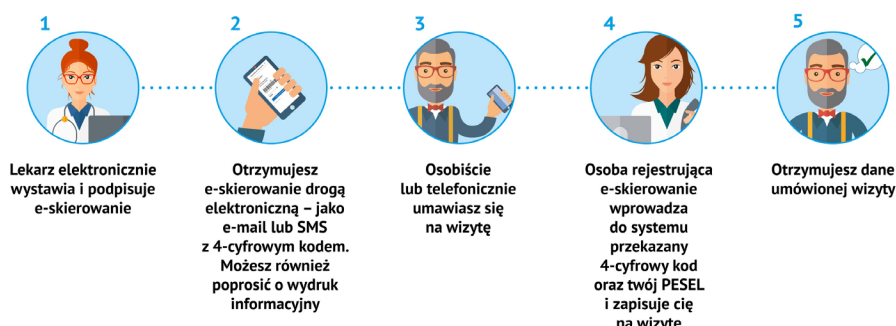 1
Lekarz elektronicznie
wystawia i podpisuje
e-skierowanie
2
Otrzymujesz
e-skierowanie drogą
elektroniczną – jako
e-mail lub SMS
z 4-cyfrowym kodem.
Możesz również
poprosić o wydruk
informacyjny
3
Osobiście
lub telefonicznie
umawiasz się
na wizytę
4
Osoba rejestrująca
e-skierowanie
wprowadza
do systemu
przekazany
4-cyfrowy kod
oraz twój PESEL
i zapisuje cię
na wizytę
5
Otrzymujesz dane
umówionej wizyty